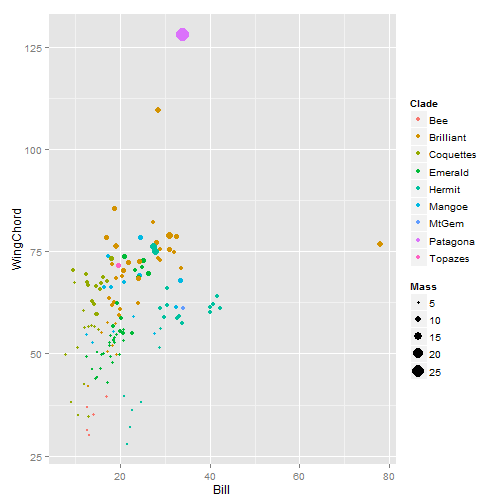 WingChord
125
100
75
50
25
20
40
60
80
Bill
Clade
Bee
Brilliant
Coquettes
Emerald
Hermit
Mangoe
MtGem
Patagona
Topazes
Mass
5
10
15
20
25